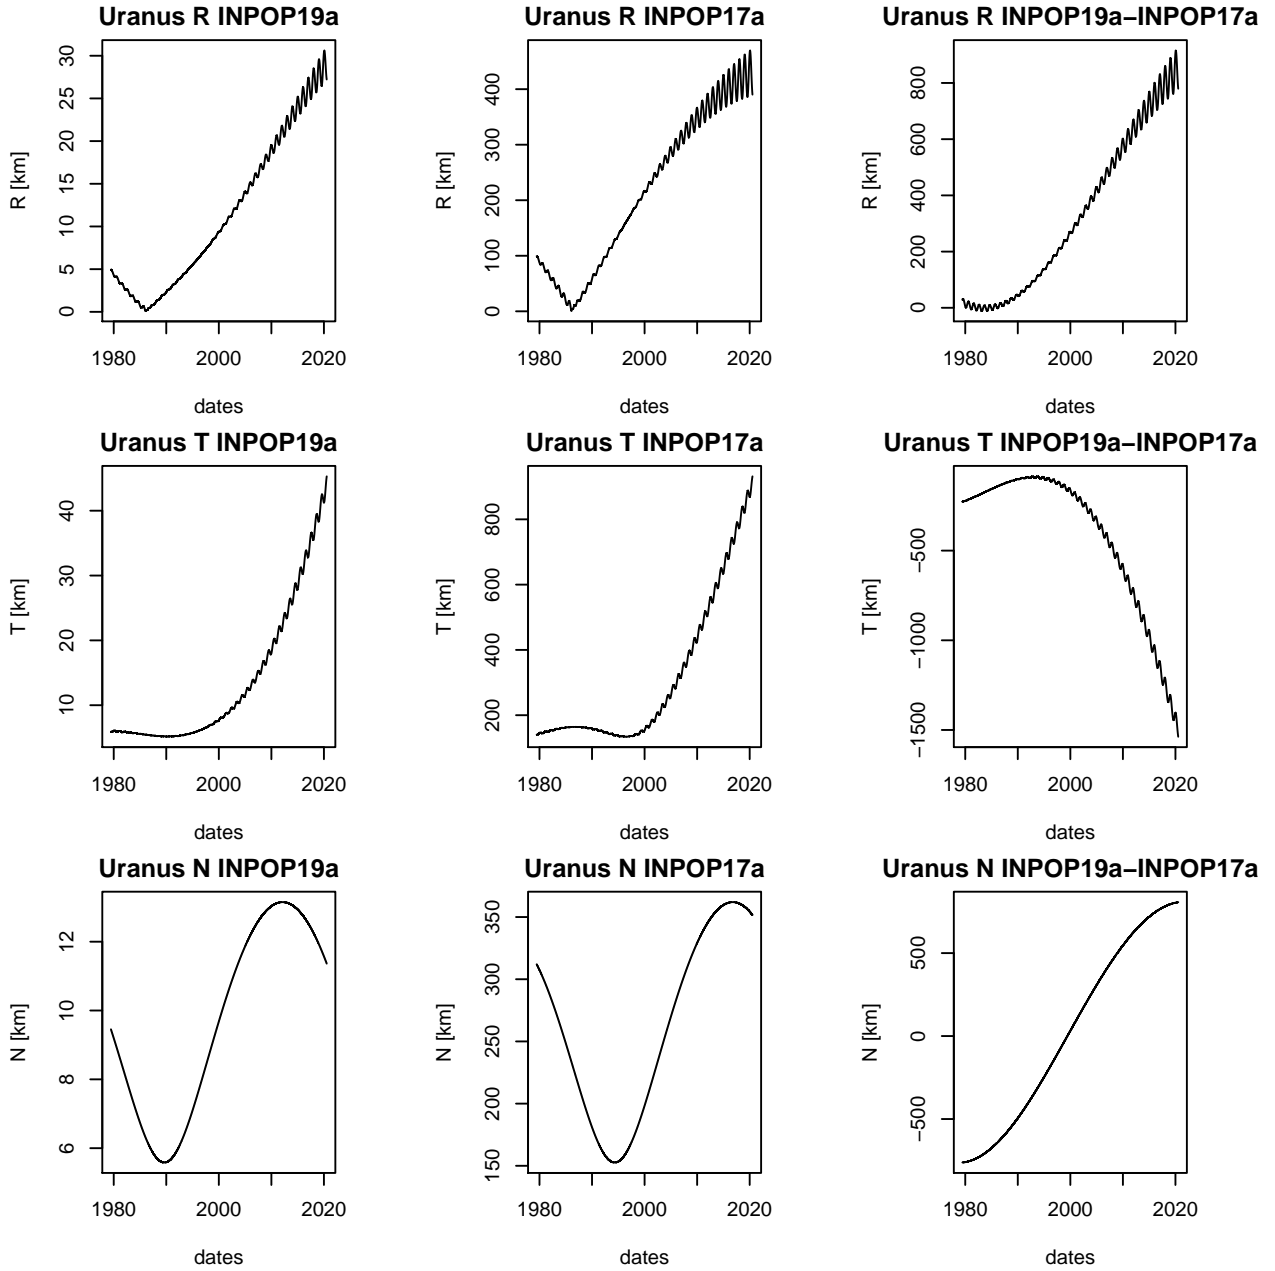 Uranus R INPOP19a
R [km]
0 5 10 15 20 25 30
1980 2000 2020
dates
Uranus R INPOP17a
R [km]
0 100 200 300 400
1980 2000 2020
dates
Uranus R INPOP19a−INPOP17a
R [km]
0 200 400 600 800
1980 2000 2020
dates
Uranus T INPOP19a
T [km]
10 20 30 40
1980 2000 2020
dates
Uranus T INPOP17a
T [km]
200 400 600 800
1980 2000 2020
dates
Uranus T INPOP19a−INPOP17a
T [km]
−1500 −1000 −500
1980 2000 2020
dates
Uranus N INPOP19a
N [km]
6 8 10 12
1980 2000 2020
dates
Uranus N INPOP17a
N [km]
150 200 250 300 350
1980 2000 2020
dates
Uranus N INPOP19a−INPOP17a
N [km]
−500 0 500
1980 2000 2020
dates